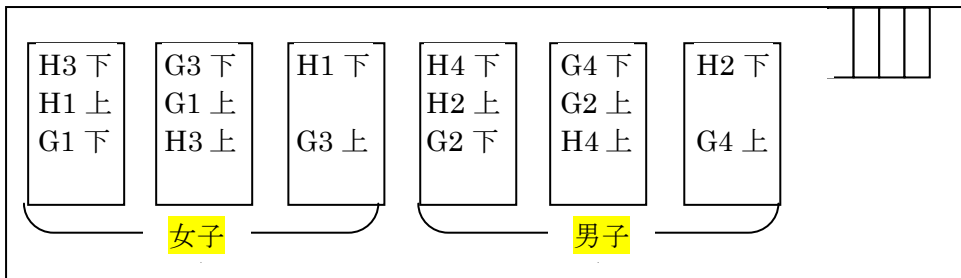 H3 下 G3 下 H1 下 H4 下 G4 下 H2 下
H1 上 G1 上 H2 上 G2 上
G1 下 H3 上 G3 上 G2 下 H4 上 G4 上
女子 男子